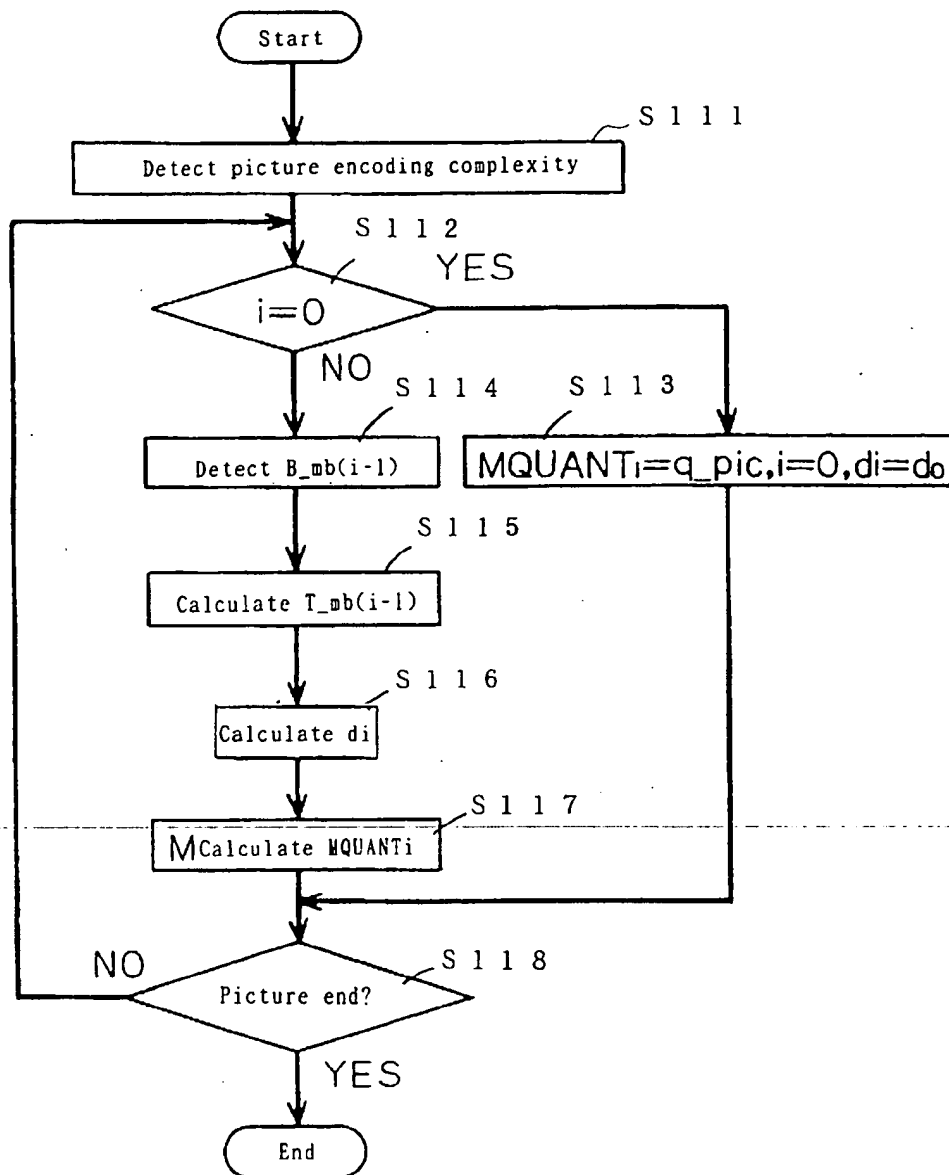 Start
S111
Detect picture encoding complexity
S112
YES
i=0
NO
S114
S113
Detect B_mb(i-1)
MQUANTi=q_pic,i=0,di=d0
S115
Calculate T_mb(i-1)
S116
Calculate di
S117
MCalculate MQUANTi
NO
S118
Picture end?
YES
End